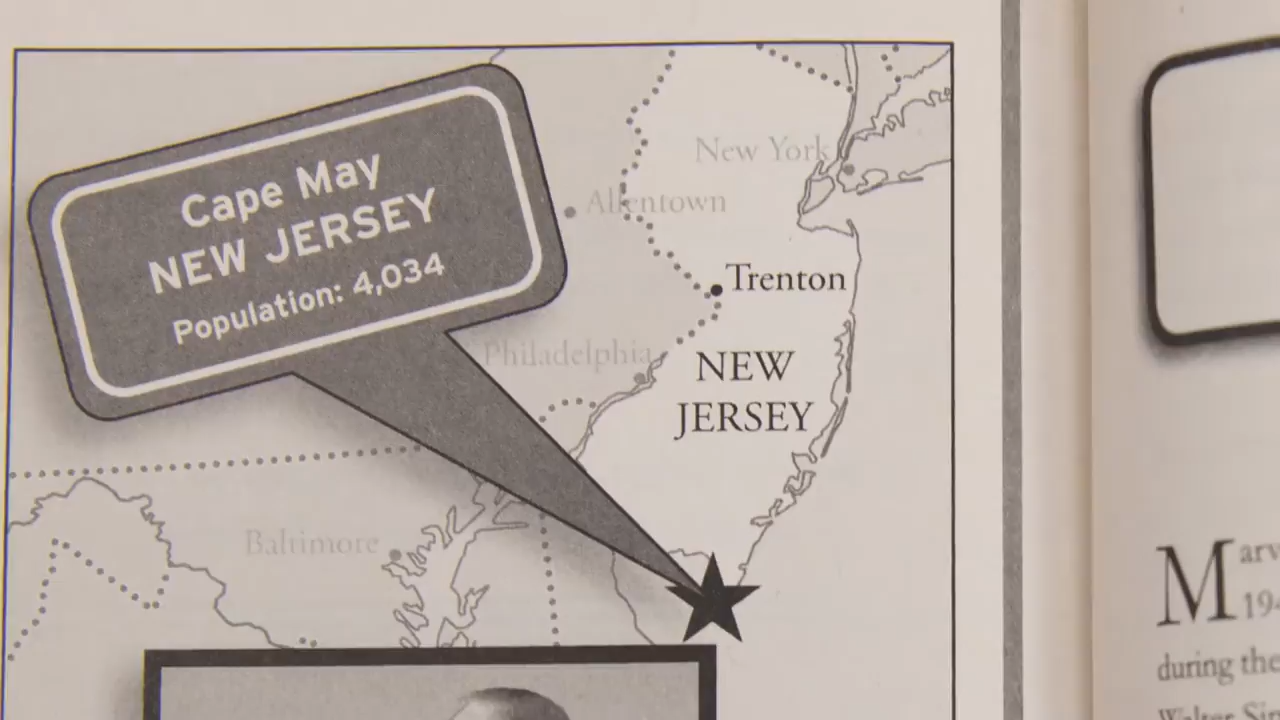 Cape May
NEW JERSEY
Population: 4,034
New York
Allentown
Trenton
Philadelphia
NEW
JERSEY
Baltimore
during the